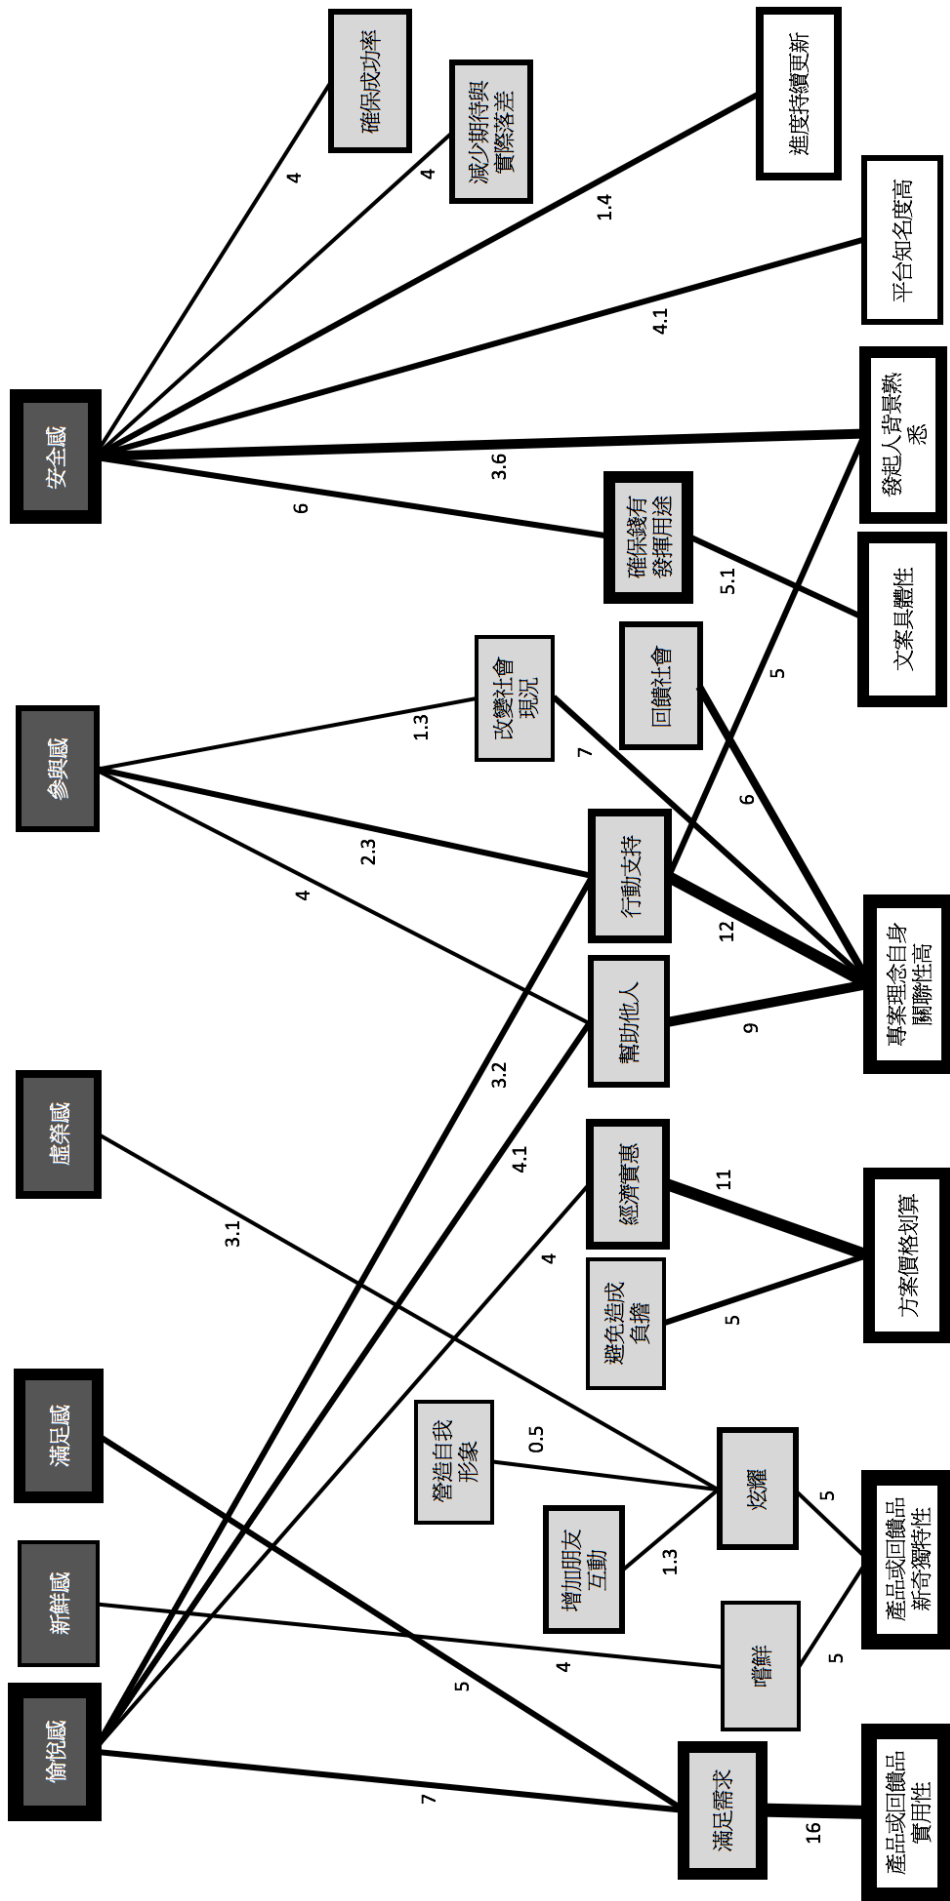 愉悅感
新鮮感
滿足感
虛榮感
參與感
安全感
確保成功率
4
減少期待與
實際落差
4
進度持續更新
1.4
平台知名度高
4.1
發起人背景熟
悉
3.6
6
確保錢有
發揮用途
5.1
文案具體性
1.3
改變社會
現況
2.3
4
7
回饋社會
6
5
行動支持
12
幫助他人
9
專案理念自身
關聯性高
3.2
4.1
4
經濟實惠
11
避免造成
負擔
5
方案價格划算
3.1
營造自我
形象
0.5
增加朋友
互動
1.3
炫耀
5
嚐鮮
5
4
產品或回饋品
新奇獨特性
5
7
滿足需求
16
產品或回饋品
實用性